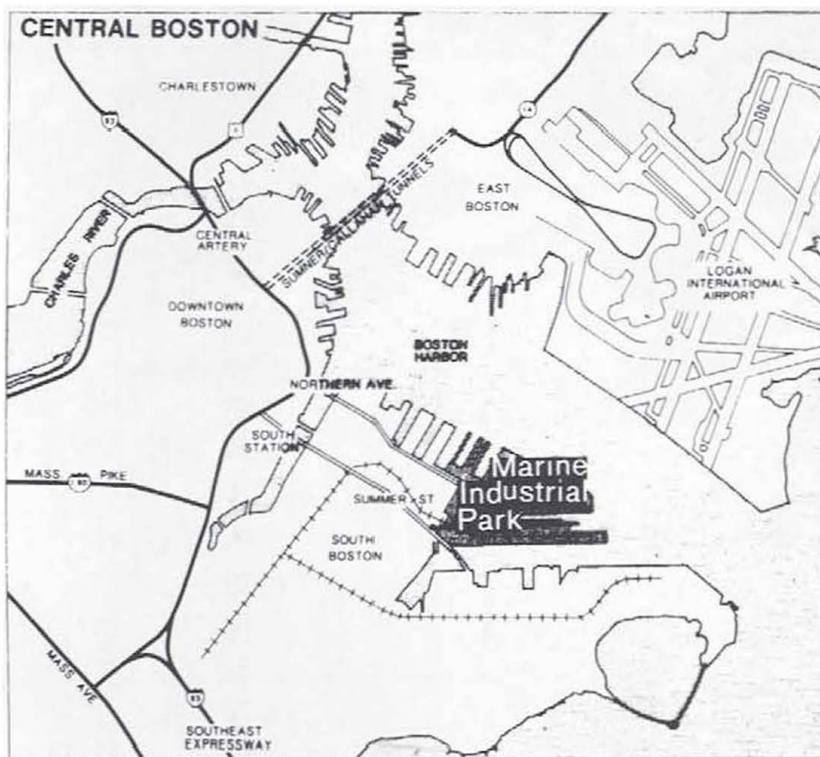 CENTRAL BOSTON
CHARLESTOWN
93
EAST
BOSTON
CENTRAL
ARTERY
SUMNER/CALLAHAN TUNNELS
CHARLES RIVER
LOGAN
INTERNATIONAL
AIRPORT
DOWNTOWN
BOSTON
BOSTON
HARBOR
NORTHERN AVE.
SOUTH
STATION
MASS PIKE
90
SUMMER ST
Marine
Industrial
Park
SOUTH
BOSTON
MASS AVE
93
SOUTHEAST
EXPRESSWAY